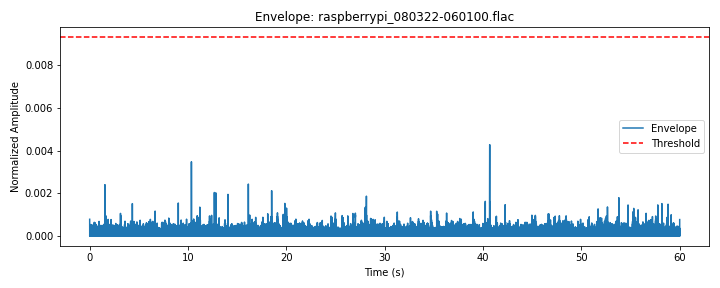 Envelope: raspberrypi_080322-060100.flac
Normalized Amplitude
0.008
0.006
0.004
0.002
0.000
Envelope
Threshold
0 10 20 30 40 50 60
Time (s)